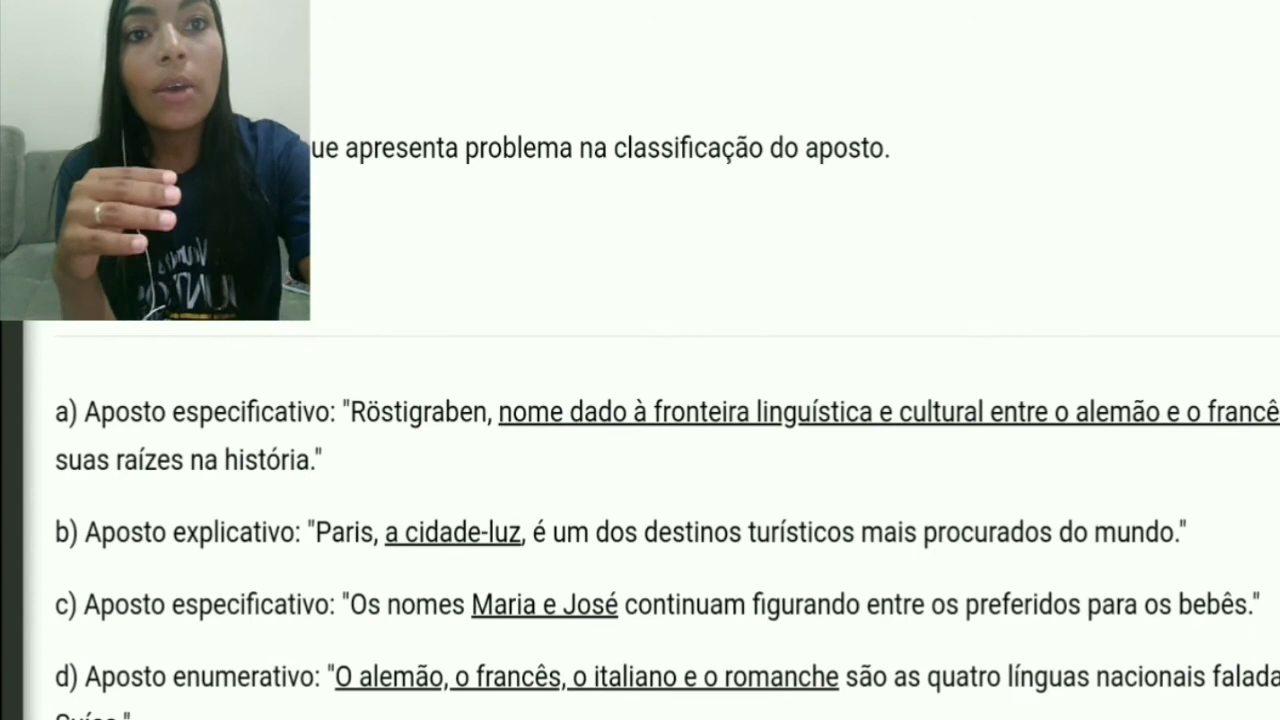 ue apresenta problema na classificação do aposto.
a) Aposto especificativo: "Röstigraben, nome dado à fronteira linguística e cultural entre o alemão e o francê
suas raízes na história."
b) Aposto explicativo: "Paris, a cidade-luz, é um dos destinos turísticos mais procurados do mundo."
c) Aposto especificativo: "Os nomes Maria e José continuam figurando entre os preferidos para os bebês."
d) Aposto enumerativo: "O alemão, o francês, o italiano e o romanche são as quatro línguas nacionais falada